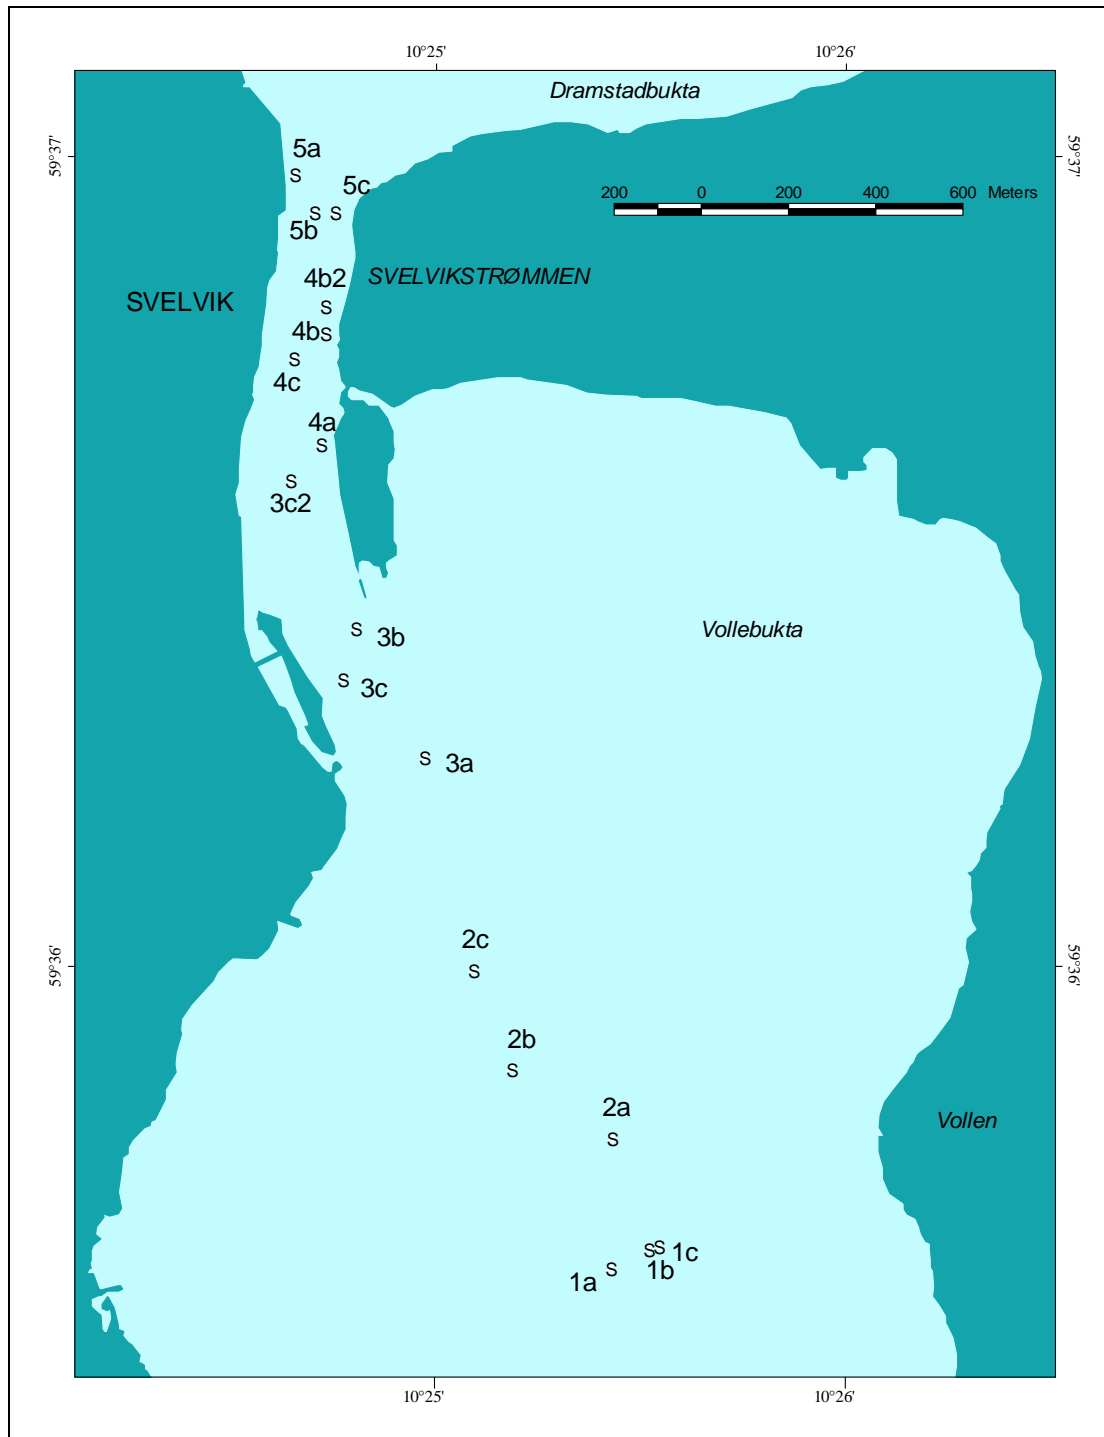 10°25' 10°26'
Dramstadbukta
59°37' 59°37'
5a
S
5c
200 0 200 400 600 Meters
S S
5b
4b2
SVELVIKSTRØMMEN
SVELVIK
S
4b S
S
4c
4a
S
S
3c2
S 3b
Vollebukta
S 3c
S 3a
2c
59°36' 59°36'
S
2b
S
2a
S
Vollen
S S 1c
1b
S
1a
10°25' 10°26'